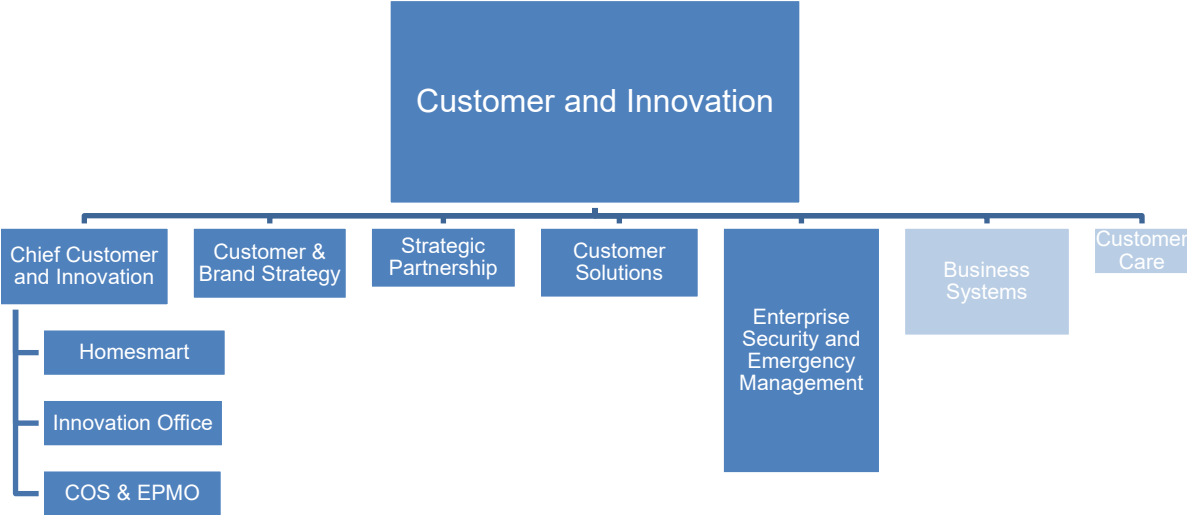 Customer and Innovation
Chief Customer
and Innovation
Customer &
Brand Strategy
Strategic
Partnership
Customer
Solutions
Enterprise
Security and
Emergency
Management
Business
Systems
Customer
Care
Homesmart
Innovation Office
COS & EPMO